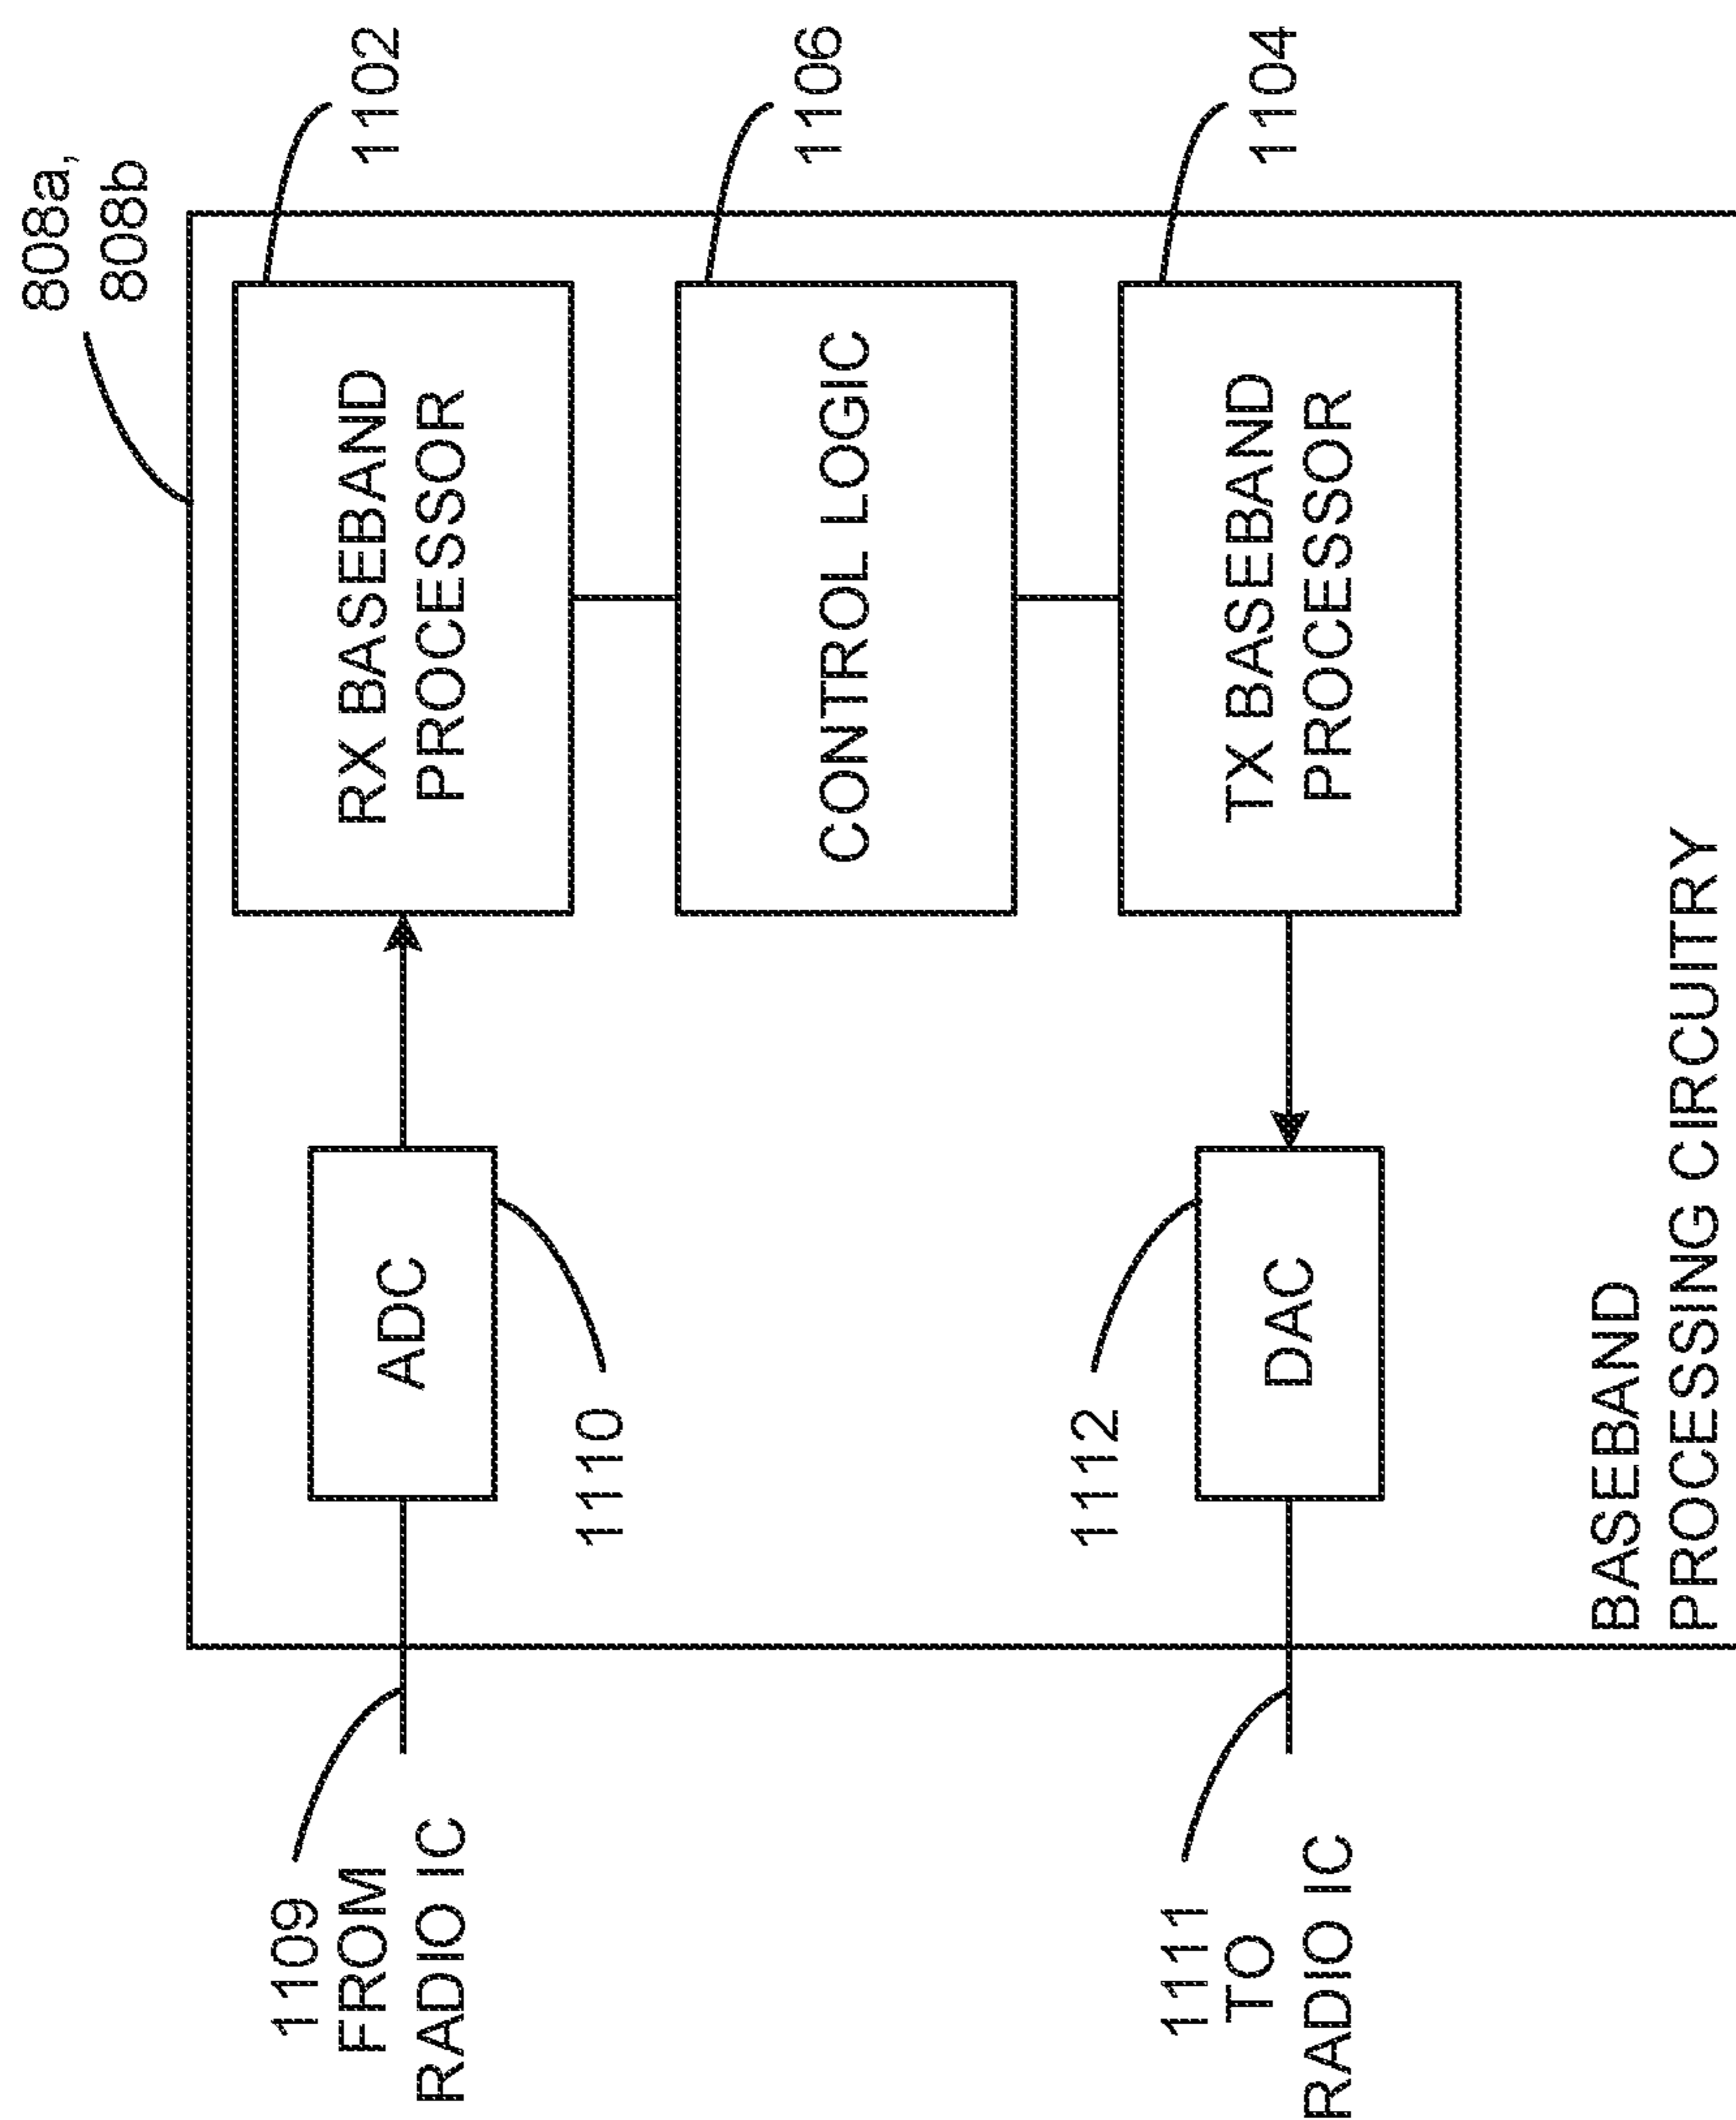 808a,
808b
1109
FROM
RADIO IC
ADC
1110
RX BASEBAND
PROCESSOR
1102
CONTROL LOGIC
1106
1111
TO
RADIO IC
1112
DAC
TX BASEBAND
PROCESSOR
1104
BASEBAND
PROCESSING CIRCUITRY